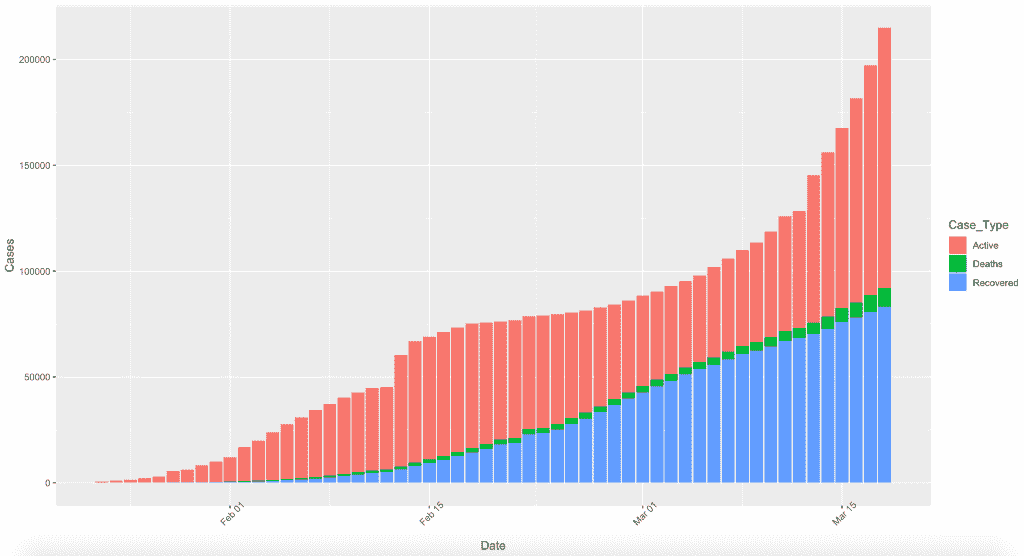 200000
150000
100000
50000
0
Cases
Feb 01
Feb 15
Mar 01
Mar 15
Date
Case_Type
Active
Deaths
Recovered